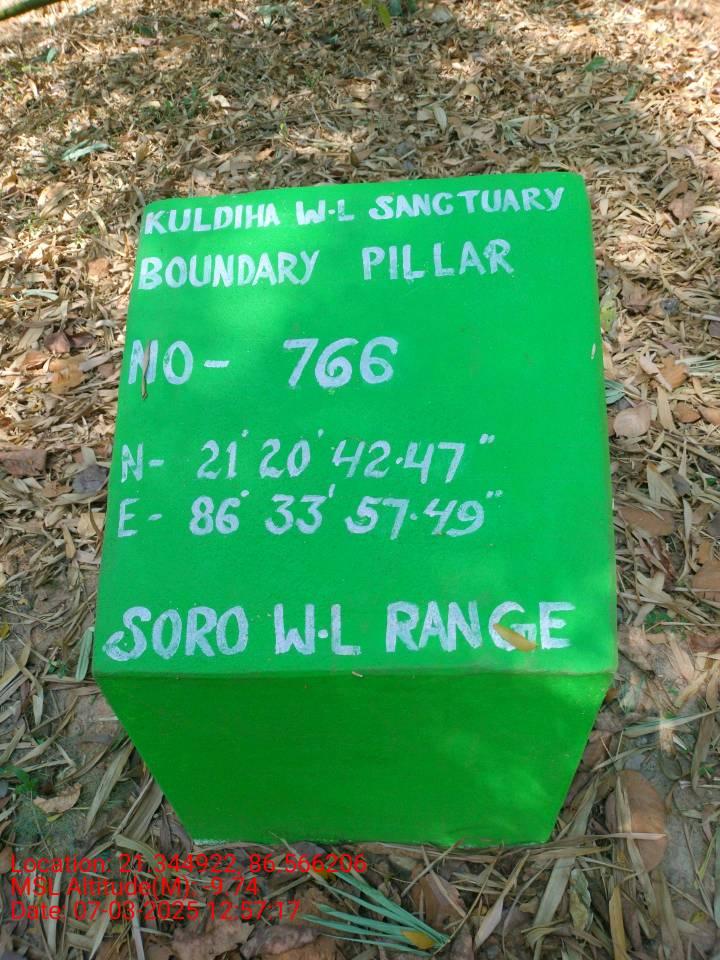 KULDIHA W·L SANCTUARY
BOUNDARY PILLAR
NO- 766
N- 21° 20' 42·47"
E- 86° 33' 57·49"
SORO W·L RANGE
Location: 21.344922, 86.566206
MSL Altitude(M): -9.74
Date: 07-03-2025 12:57:17